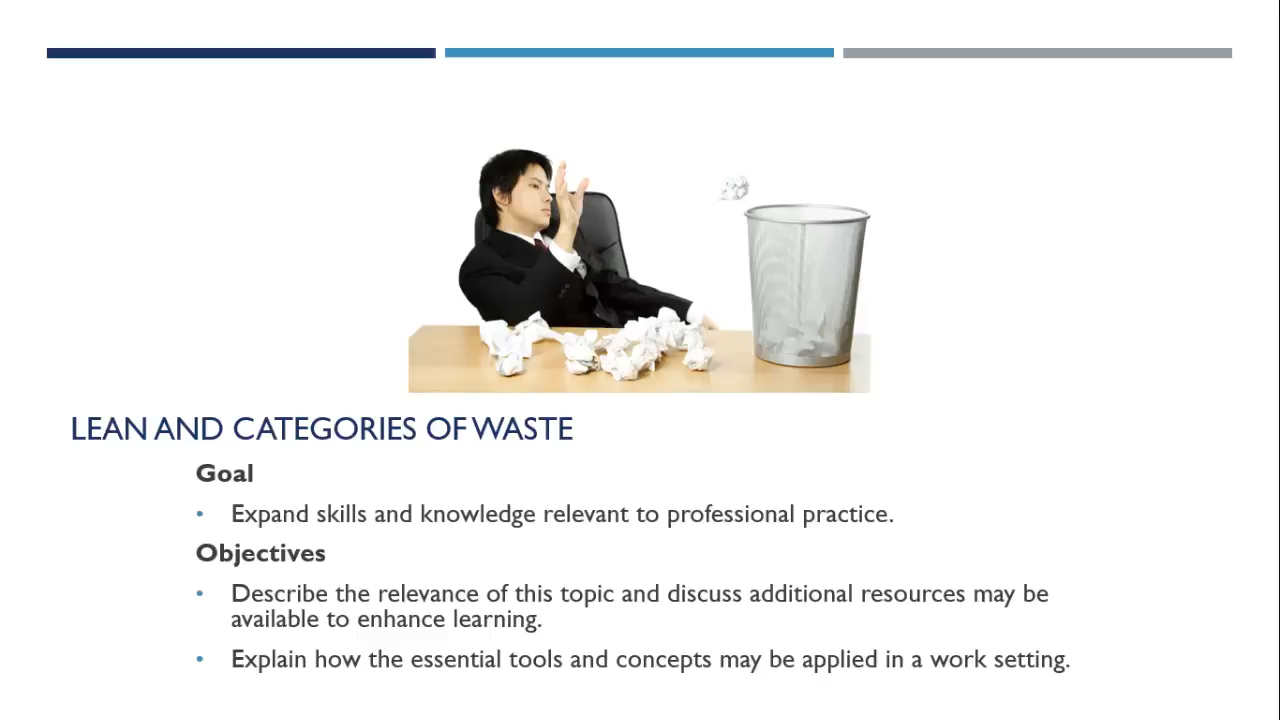 LEAN AND CATEGORIES OF WASTE
Goal
• Expand skills and knowledge relevant to professional practice.
Objectives
• Describe the relevance of this topic and discuss additional resources may be
available to enhance learning.
• Explain how the essential tools and concepts may be applied in a work setting.